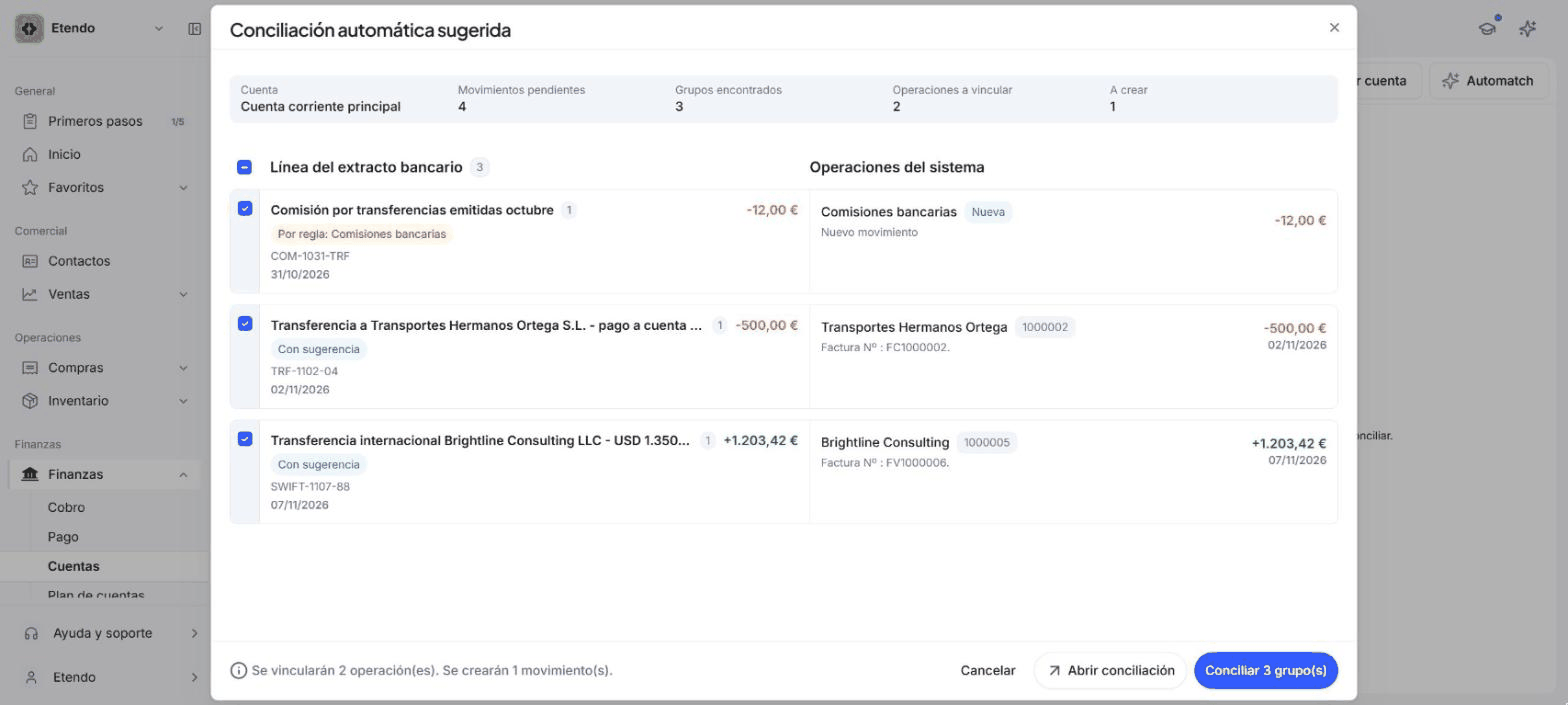 Etendo
General
Primeros pasos 1/5
Inicio
Favoritos
Comercial
Contactos
Ventas
Operaciones
Compras
Inventario
Finanzas
Finanzas
Cobro
Pago
Cuentas
Plan de cuentas
Ayuda y soporte
Etendo
Conciliación automática sugerida
Cuenta
Cuenta corriente principal
Movimientos pendientes
4
Grupos encontrados
3
Operaciones a vincular
2
A crear
1
Línea del extracto bancario 3
Operaciones del sistema
Comisión por transferencias emitidas octubre 1 -12,00 €
Por regla: Comisiones bancarias
COM-1031-TRF
31/10/2026
Comisiones bancarias Nueva
Nuevo movimiento
-12,00 €
Transferencia a Transportes Hermanos Ortega S.L. - pago a cuenta ... 1 -500,00 €
Con sugerencia
TRF-1102-04
02/11/2026
Transportes Hermanos Ortega 1000002
Factura Nº : FC1000002.
-500,00 €
02/11/2026
Transferencia internacional Brightline Consulting LLC - USD 1.350... 1 +1.203,42 €
Con sugerencia
SWIFT-1107-88
07/11/2026
Brightline Consulting 1000005
Factura Nº : FV1000006.
+1.203,42 €
07/11/2026
Se vincularán 2 operación(es). Se crearán 1 movimiento(s).
Cancelar
Abrir conciliación
Conciliar 3 grupo(s)
r cuenta
Automatch
onciliar.